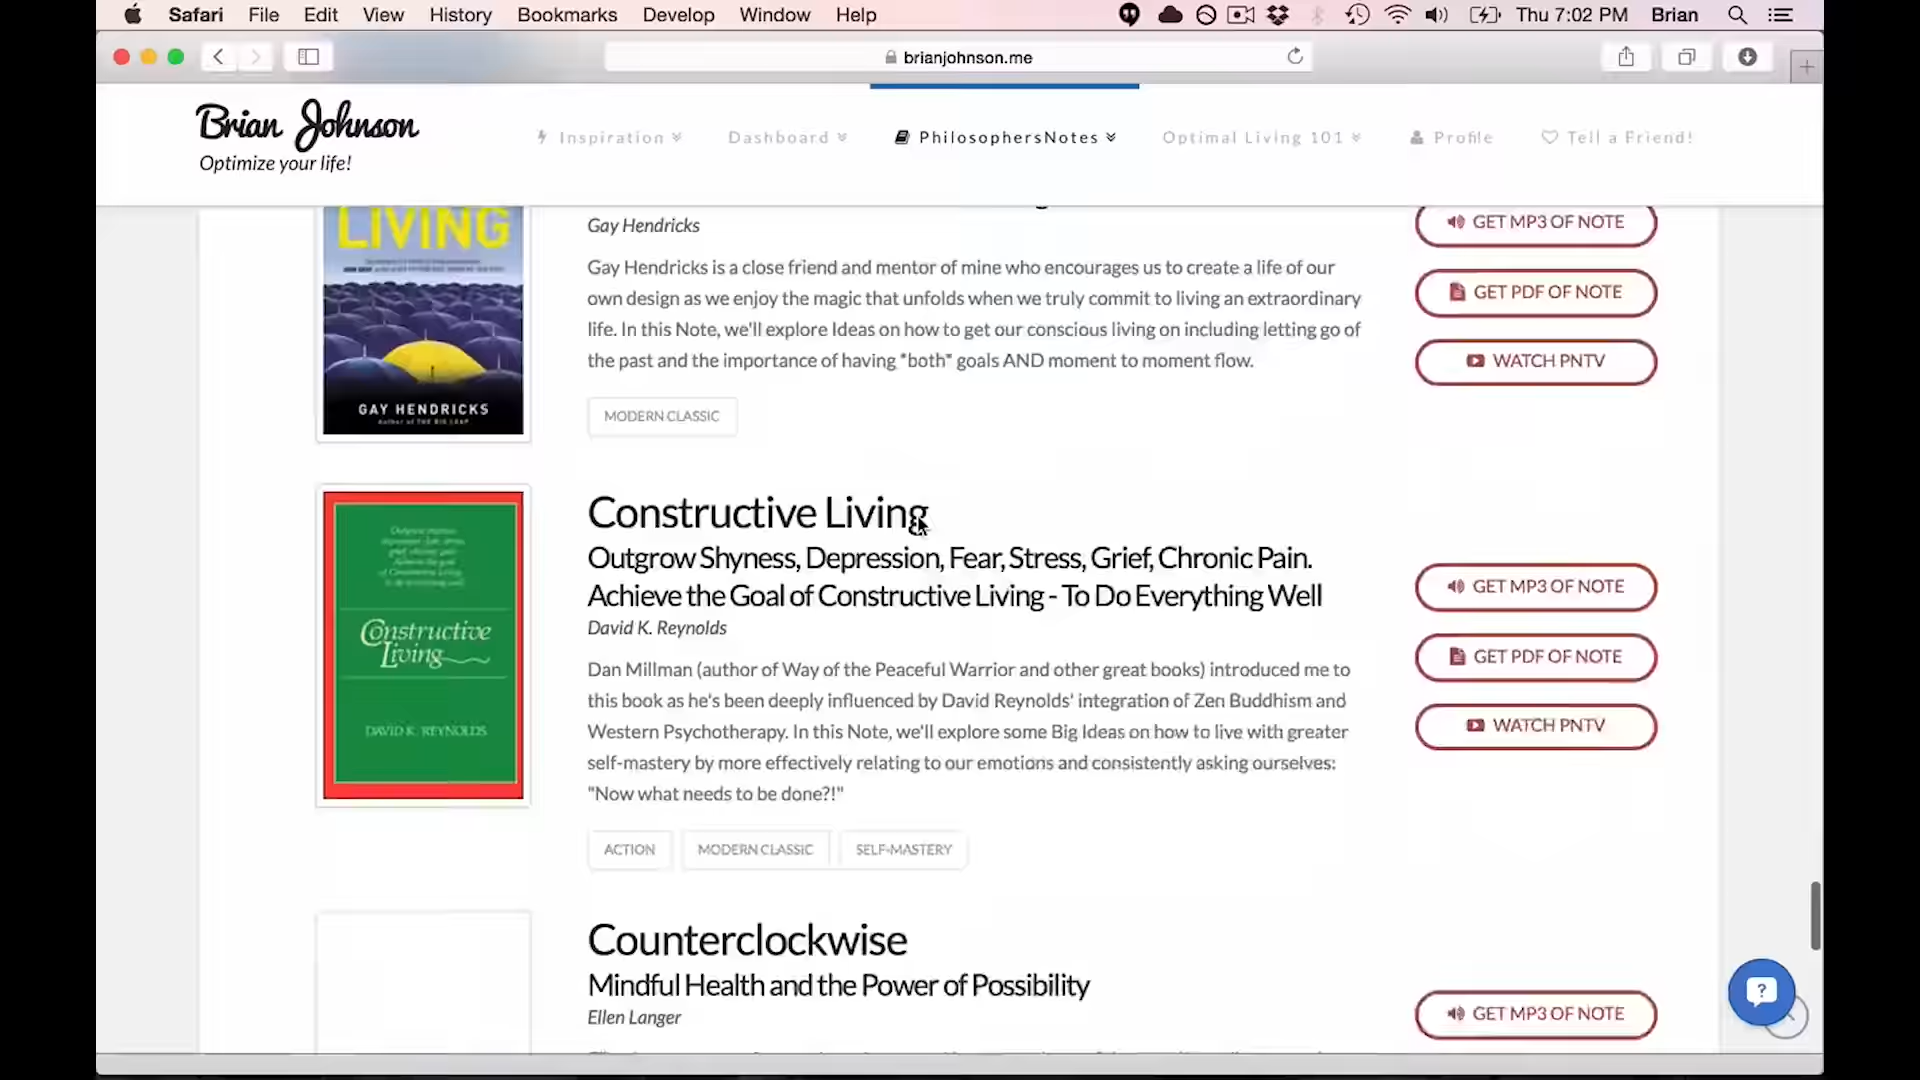 Safari File Edit View History Bookmarks Develop Window Help Thu 7:02 PM Brian
brianjohnson.me
Brian Johnson
Optimize your life!
Inspiration Dashboard PhilosophersNotes Optimal Living 101 Profile Tell a Friend!
LIVING
GAY HENDRICKS
Author of THE BIG LEAP
Gay Hendricks
Gay Hendricks is a close friend and mentor of mine who encourages us to create a life of our
own design as we enjoy the magic that unfolds when we truly commit to living an extraordinary
life. In this Note, we'll explore Ideas on how to get our conscious living on including letting go of
the past and the importance of having *both* goals AND moment to moment flow.
MODERN CLASSIC
GET MP3 OF NOTE
GET PDF OF NOTE
WATCH PNTV
Constructive
Living
DAVID K. REYNOLDS
Constructive Living
Outgrow Shyness, Depression, Fear, Stress, Grief, Chronic Pain.
Achieve the Goal of Constructive Living - To Do Everything Well
David K. Reynolds
Dan Millman (author of Way of the Peaceful Warrior and other great books) introduced me to
this book as he's been deeply influenced by David Reynolds' integration of Zen Buddhism and
Western Psychotherapy. In this Note, we'll explore some Big Ideas on how to live with greater
self-mastery by more effectively relating to our emotions and consistently asking ourselves:
"Now what needs to be done?!"
ACTION MODERN CLASSIC SELF-MASTERY
GET MP3 OF NOTE
GET PDF OF NOTE
WATCH PNTV
Counterclockwise
Mindful Health and the Power of Possibility
Ellen Langer
GET MP3 OF NOTE